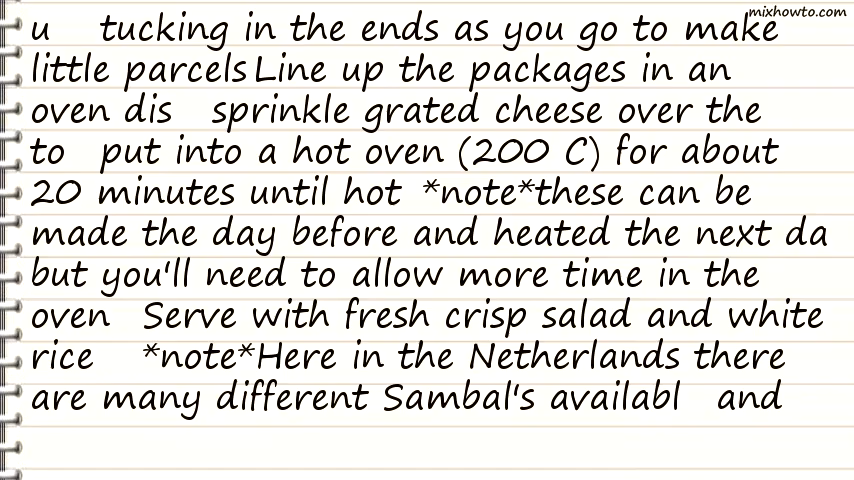 mixhowto.com
u tucking in the ends as you go to make
little parcels Line up the packages in an
oven dis sprinkle grated cheese over the
to put into a hot oven (200 C) for about
20 minutes until hot *note*these can be
made the day before and heated the next da
but you'll need to allow more time in the
oven Serve with fresh crisp salad and white
rice *note*Here in the Netherlands there
are many different Sambal's availabl and